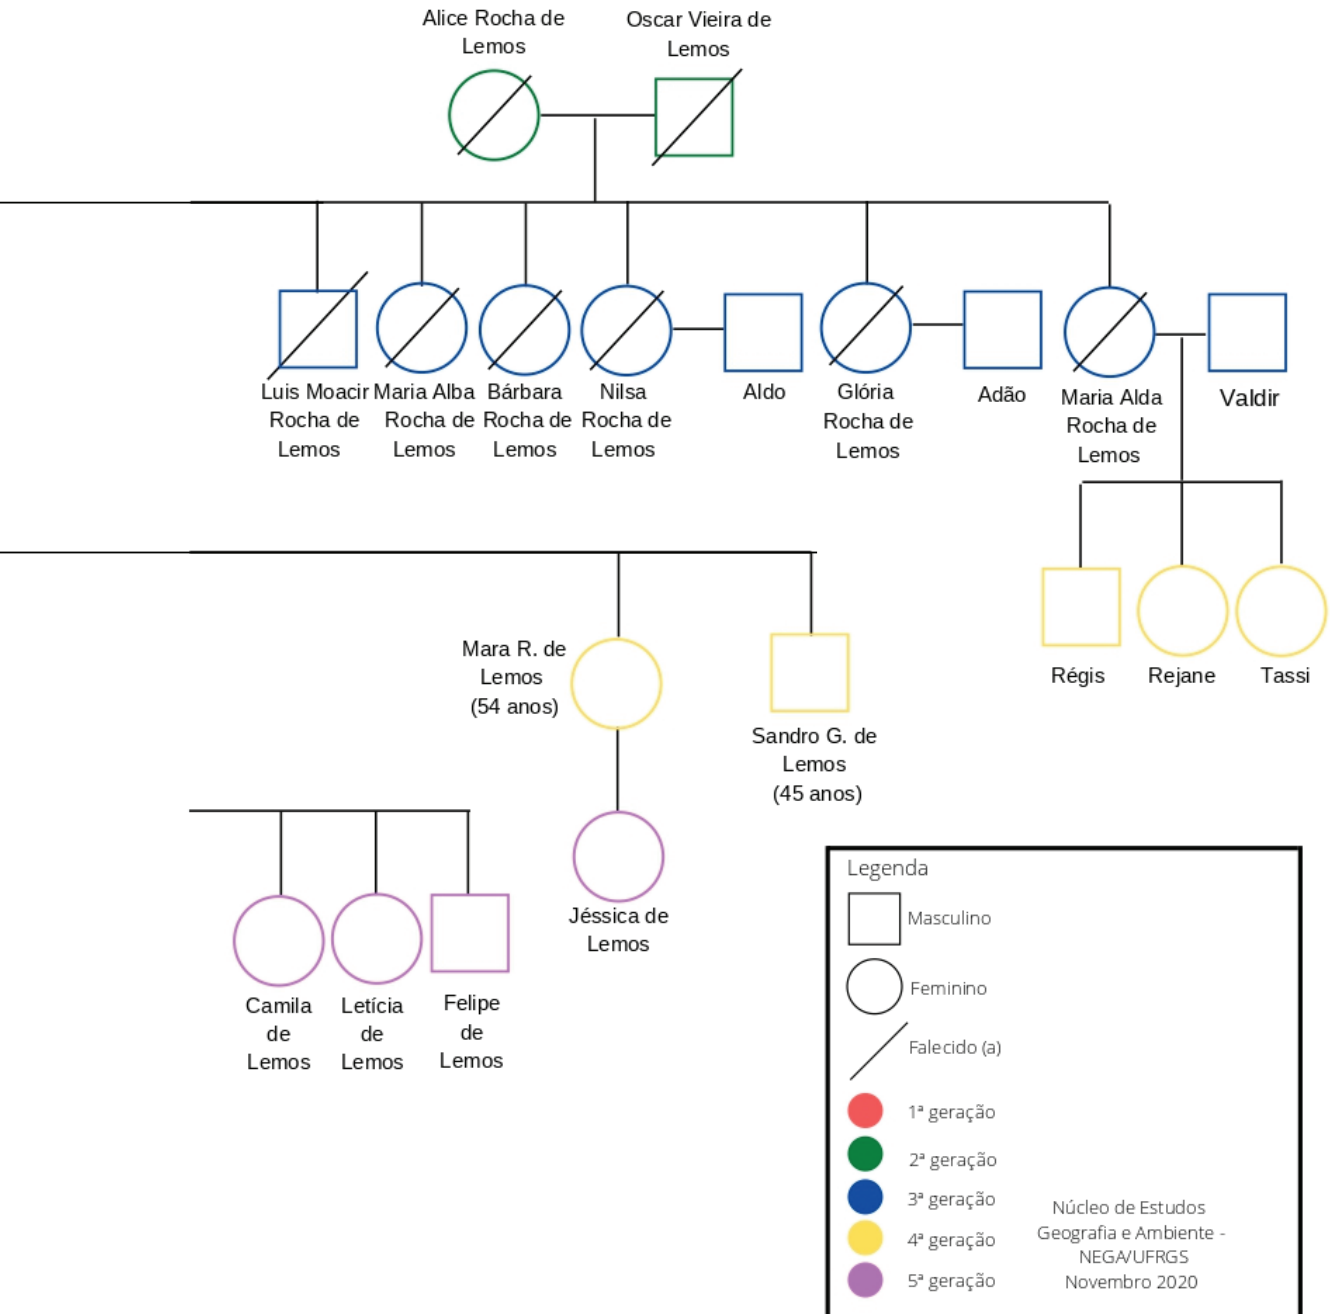 Alice Rocha de
Lemos
Oscar Vieira de
Lemos
Luis Moacir
Rocha de
Lemos
Maria Alba
Rocha de
Lemos
Bárbara
Rocha de
Lemos
Nilsa
Rocha de
Lemos
Aldo
Glória
Rocha de
Lemos
Adão
Maria Alda
Rocha de
Lemos
Valdir
Régis
Rejane
Tassi
Mara R. de
Lemos
(54 anos)
Sandro G. de
Lemos
(45 anos)
Jéssica de
Lemos
Camila
de
Lemos
Letícia
de
Lemos
Felipe
de
Lemos
Legenda
Masculino
Feminino
Falecido (a)
1ª geração
2ª geração
3ª geração
4ª geração
5ª geração
Núcleo de Estudos
Geografia e Ambiente -
NEGA/UFRGS
Novembro 2020